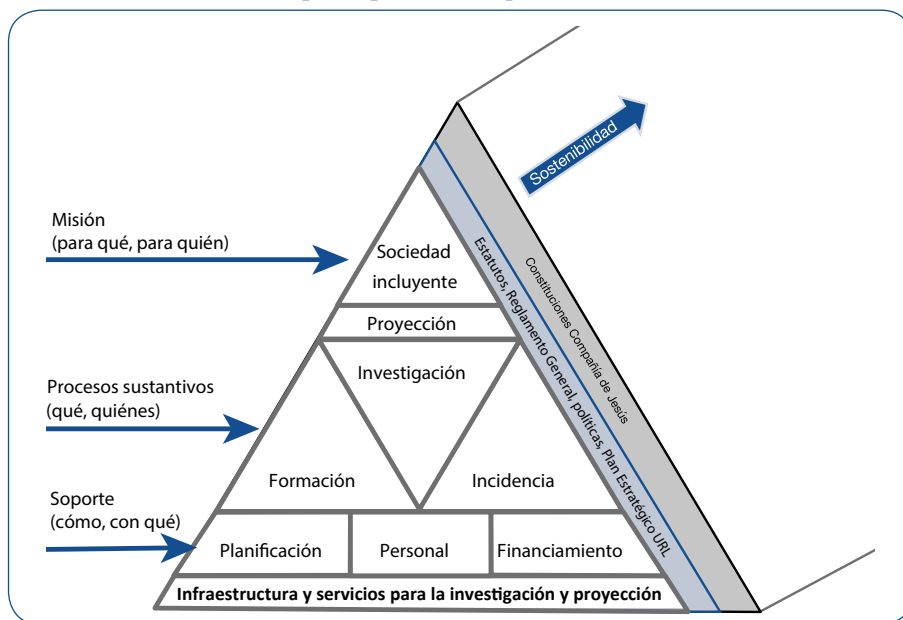 Sostenibilidad
Misión
(para qué, para quién)
Sociedad
incluyente
Estatutos, Reglamento General, políticas, Plan Estratégico URL
Constituciones Compañía de Jesús
Proyección
Procesos sustantivos
(qué, quiénes)
Investigación
Formación
Incidencia
Soporte
(cómo, con qué)
Planificación
Personal
Financiamiento
Infraestructura y servicios para la investigación y proyección